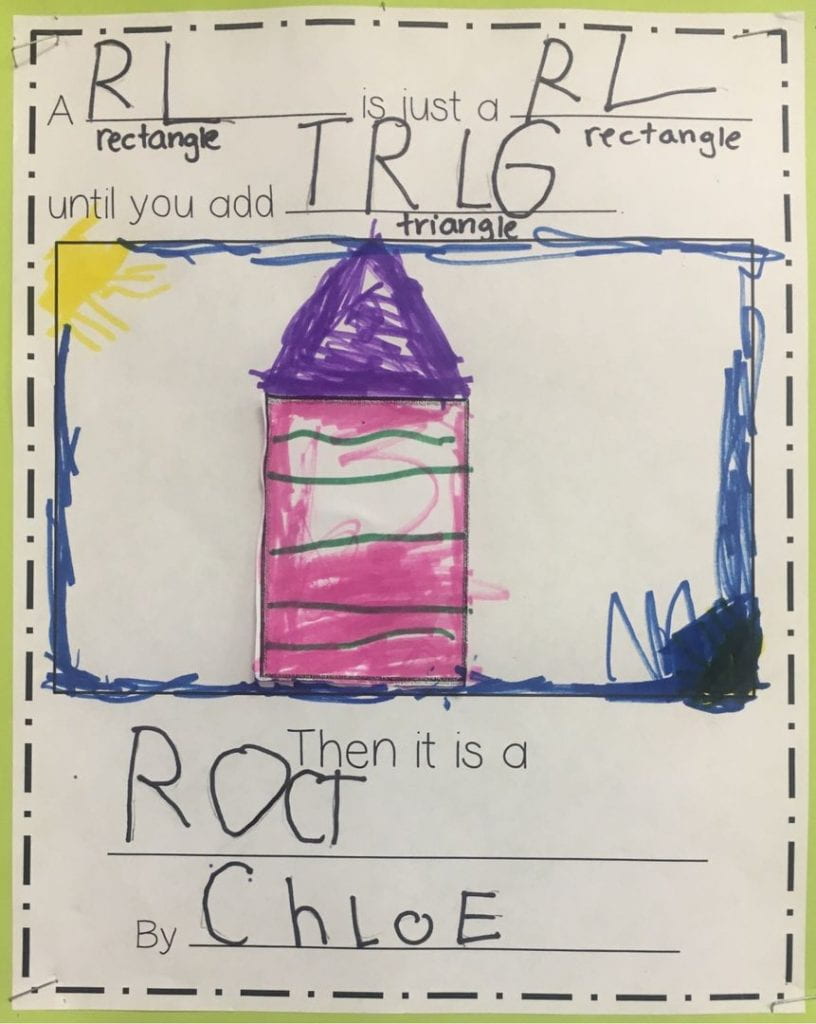 A RL is just a RL
rectangle rectangle
until you add TRLG
triangle
Then it is a
ROCT
By ChLoE